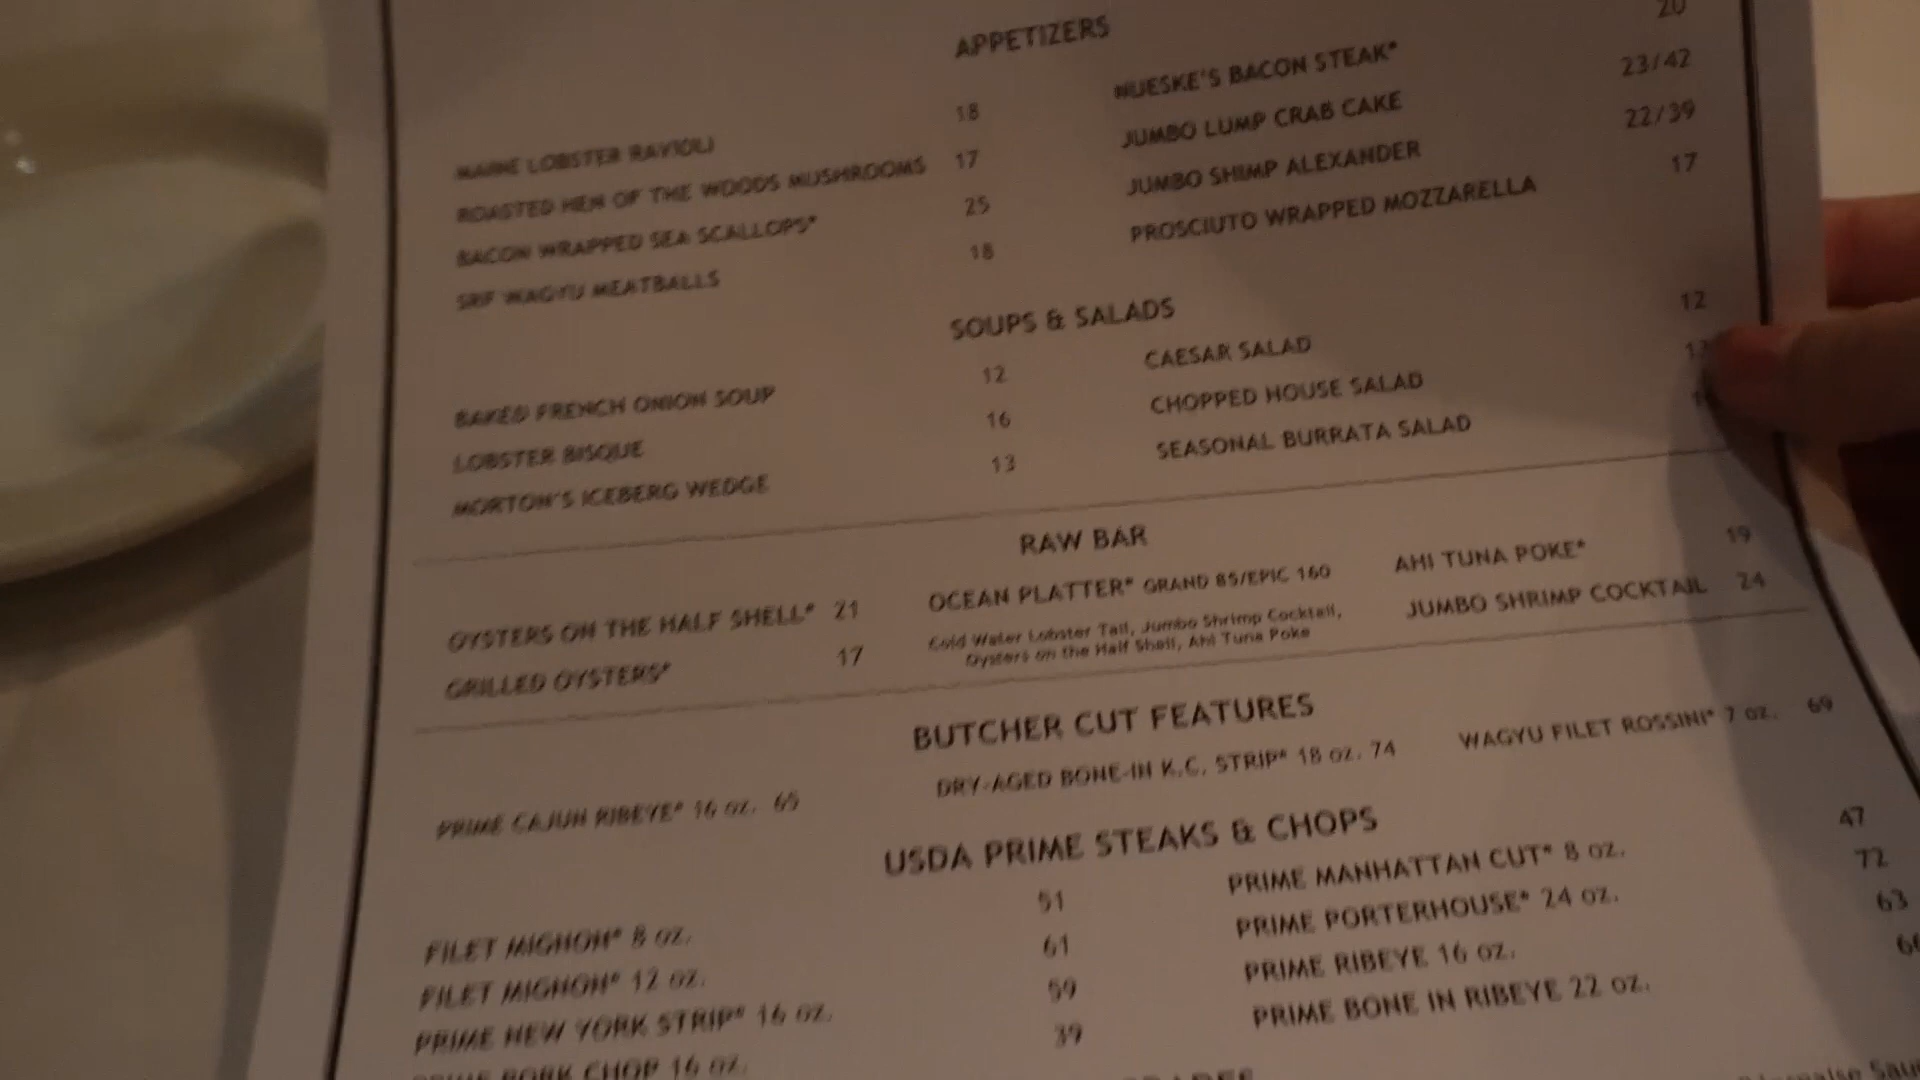 APPETIZERS
MAINE LOBSTER RAVIOLI 18
ROASTED HEN OF THE WOODS MUSHROOMS 17
BACON WRAPPED SEA SCALLOPS* 25
SRF WAGYU MEATBALLS 18
NUESKE'S BACON STEAK* 20
JUMBO LUMP CRAB CAKE 23/42
JUMBO SHIMP ALEXANDER 22/39
PROSCIUTO WRAPPED MOZZARELLA 17
SOUPS & SALADS
BAKED FRENCH ONION SOUP 12
LOBSTER BISQUE 16
MORTON'S ICEBERG WEDGE 13
CAESAR SALAD 12
CHOPPED HOUSE SALAD
SEASONAL BURRATA SALAD
RAW BAR
OYSTERS ON THE HALF SHELL* 21
GRILLED OYSTERS* 17
OCEAN PLATTER* GRAND 85/EPIC 160
Cold Water Lobster Tail, Jumbo Shrimp Cocktail,
Oysters on the Half Shell, Ahi Tuna Poke
AHI TUNA POKE* 19
JUMBO SHRIMP COCKTAIL 24
BUTCHER CUT FEATURES
PRIME CAJUN RIBEYE* 16 OZ. 65
DRY-AGED BONE-IN K.C. STRIP* 18 OZ. 74
WAGYU FILET ROSSINI* 7 OZ. 69
USDA PRIME STEAKS & CHOPS
FILET MIGNON* 8 OZ. 51
FILET MIGNON* 12 OZ. 61
PRIME NEW YORK STRIP* 16 OZ. 59
PRIME PORK CHOP 16 OZ. 39
PRIME MANHATTAN CUT* 8 OZ. 47
PRIME PORTERHOUSE* 24 OZ. 72
PRIME RIBEYE 16 OZ. 63
PRIME BONE IN RIBEYE 22 OZ.